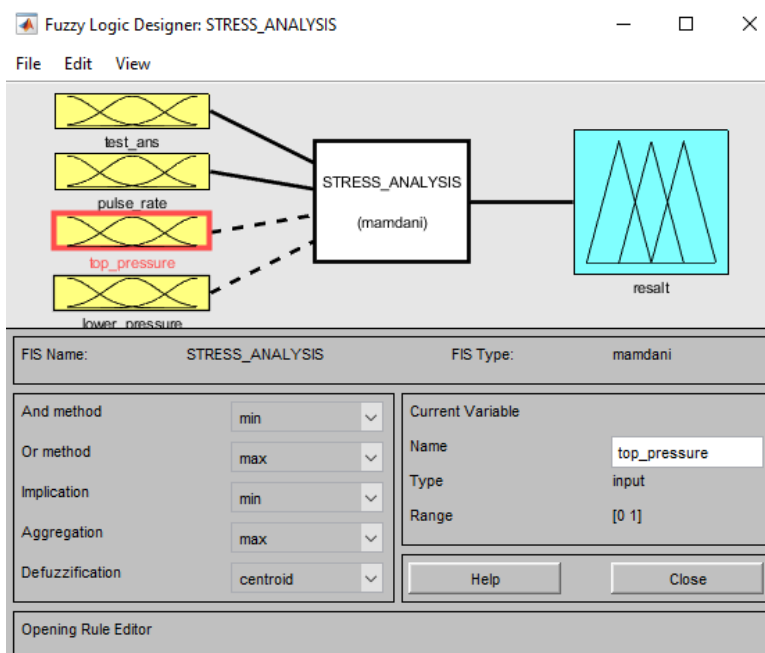 Fuzzy Logic Designer: STRESS_ANALYSIS
File Edit View
test_ans
pulse_rate
top_pressure
lower_pressure
STRESS_ANALYSIS
(mamdani)
resalt
FIS Name: STRESS_ANALYSIS FIS Type: mamdani
And method min
Or method max
Implication min
Aggregation max
Defuzzification centroid
Current Variable
Name top_pressure
Type input
Range [0 1]
Help Close
Opening Rule Editor